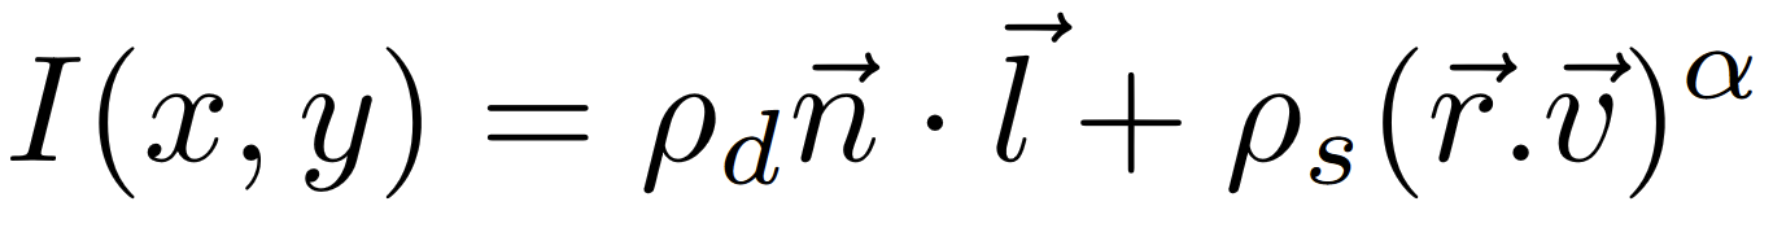 I(x, y) = ρ_d n⃗ · l⃗ + ρ_s(r⃗.v⃗)^α